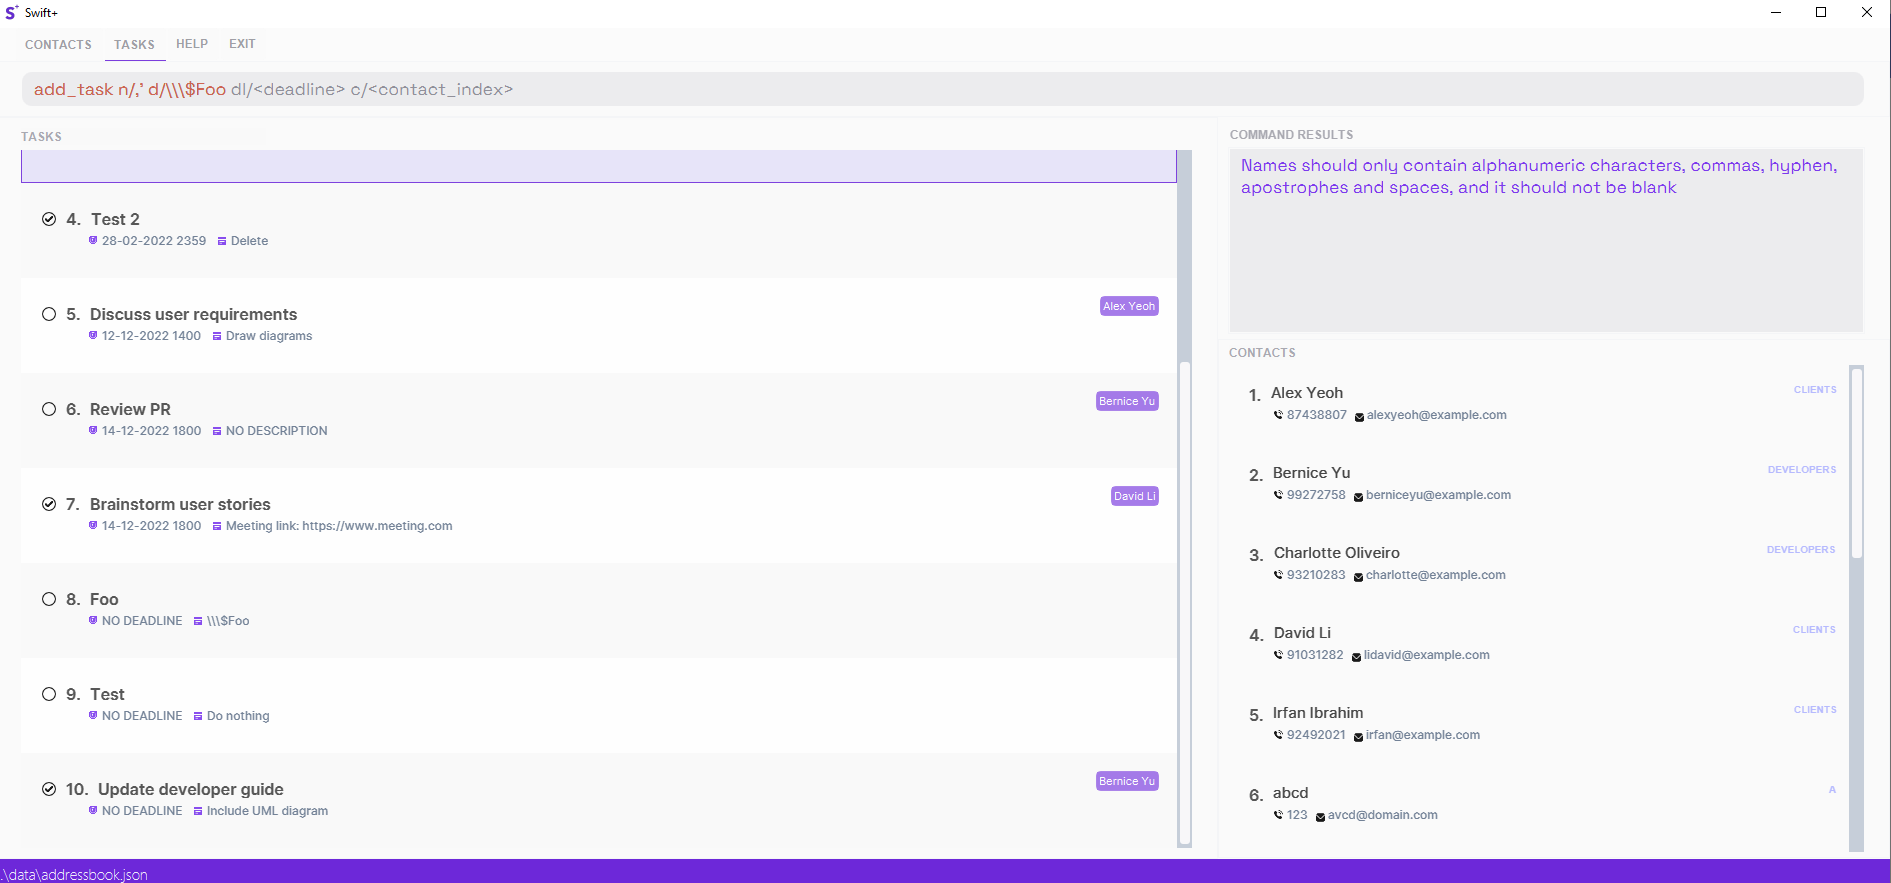 S+ Swift+
CONTACTS TASKS HELP EXIT
add_task n/,' d/\\\$Foo dl/<deadline> c/<contact_index>
TASKS
4. Test 2
28-02-2022 2359 Delete
5. Discuss user requirements
Alex Yeoh
12-12-2022 1400 Draw diagrams
6. Review PR
Bernice Yu
14-12-2022 1800 NO DESCRIPTION
7. Brainstorm user stories
David Li
14-12-2022 1800 Meeting link: https://www.meeting.com
8. Foo
NO DEADLINE \\\$Foo
9. Test
NO DEADLINE Do nothing
10. Update developer guide
Bernice Yu
NO DEADLINE Include UML diagram
COMMAND RESULTS
Names should only contain alphanumeric characters, commas, hyphen,
apostrophes and spaces, and it should not be blank
CONTACTS
1. Alex Yeoh CLIENTS
87438807 alexyeoh@example.com
2. Bernice Yu DEVELOPERS
99272758 berniceyu@example.com
3. Charlotte Oliveiro DEVELOPERS
93210283 charlotte@example.com
4. David Li CLIENTS
91031282 lidavid@example.com
5. Irfan Ibrahim CLIENTS
92492021 irfan@example.com
6. abcd A
123 avcd@domain.com
.\data\addressbook.json